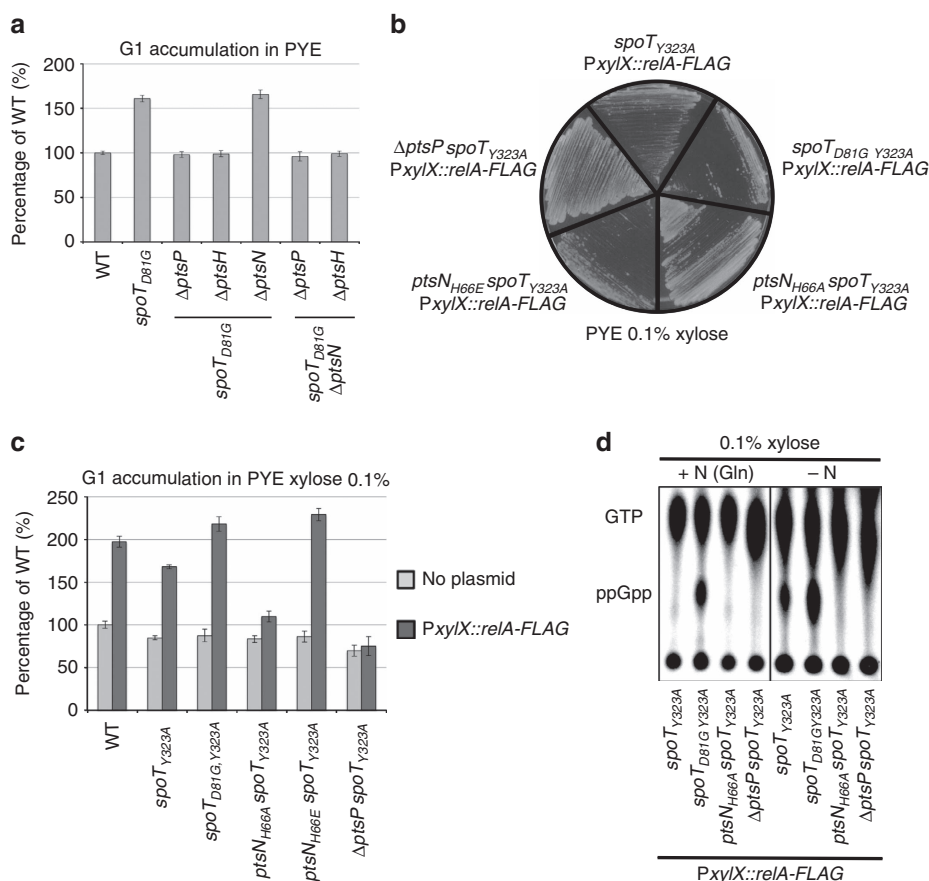 a
G1 accumulation in PYE
Percentage of WT (%)
200
150
100
50
0
WT
spoT D81G
ΔptsP
ΔptsH
ΔptsN
ΔptsP
ΔptsH
spoT D81G
spoT D81G
ΔptsN
b
spoT Y323A
PxylX::relA-FLAG
ΔptsP spoT Y323A
PxylX::relA-FLAG
spoT D81G Y323A
PxylX::relA-FLAG
ptsN H66E spoT Y323A
PxylX::relA-FLAG
ptsN H66A spoT Y323A
PxylX::relA-FLAG
PYE 0.1% xylose
c
G1 accumulation in PYE xylose 0.1%
Percentage of WT (%)
250
200
150
100
50
0
No plasmid
PxylX::relA-FLAG
WT
spoT Y323A
spoT D81G,Y323A
ptsN H66A spoT Y323A
ptsN H66E spoT Y323A
ΔptsP spoT Y323A
d
0.1% xylose
+ N (Gln)
– N
GTP
ppGpp
spoT Y323A
spoT D81G Y323A
ptsN H66A spoT Y323A
ΔptsP spoT Y323A
spoT Y323A
spoT D81GY323A
ptsN H66A spoT Y323A
ΔptsP spoT Y323A
PxylX::relA-FLAG